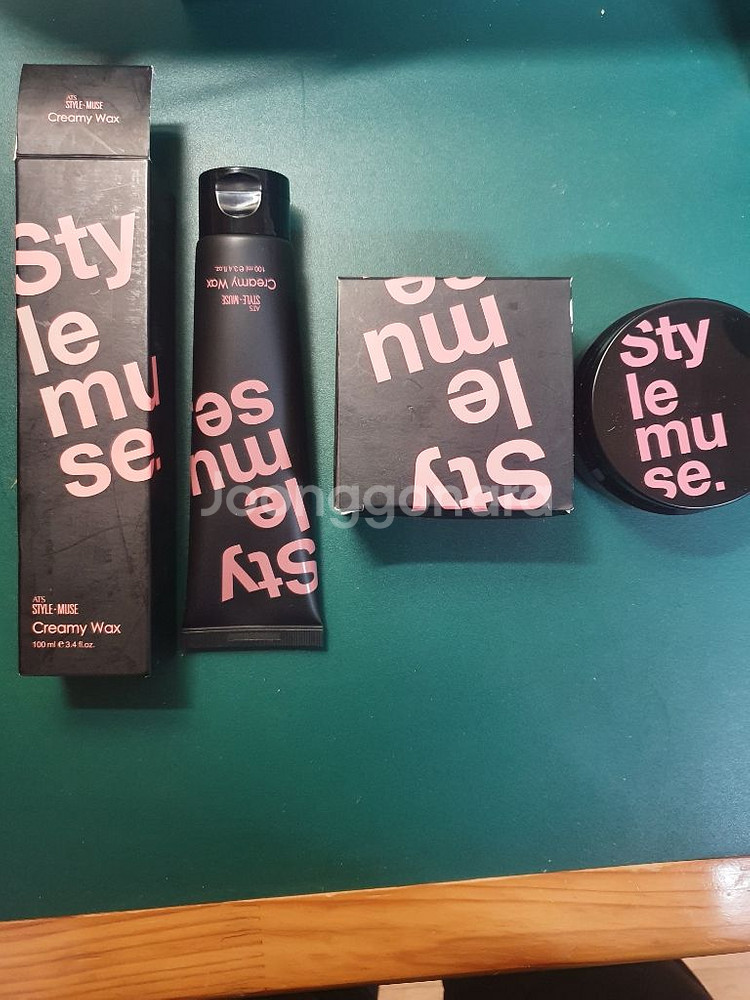 ATS
STYLE-MUSE
Creamy Wax
Sty
le
mu
se.
ATS
STYLE-MUSE
Creamy Wax
100 ml ℮ 3.4 fl.oz.
Sty
le
mu
se.
ATS
STYLE-MUSE
Creamy Wax
100 ml ℮ 3.4 fl.oz.
Sty
le
mu
se
Sty
le
mu
se.
Joonggonara